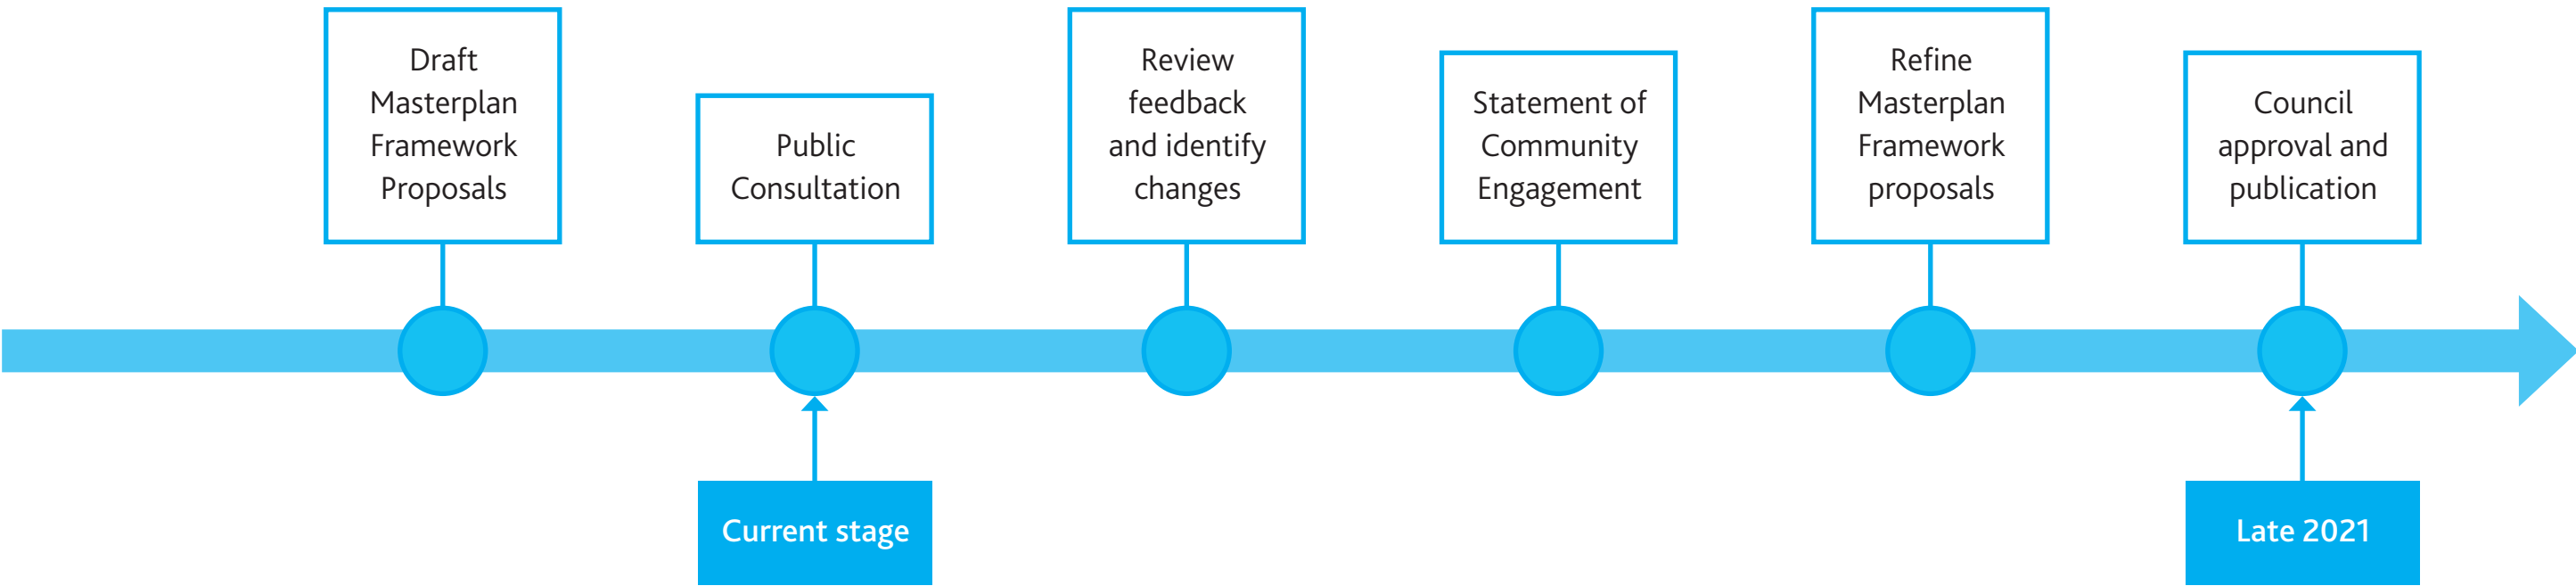 Draft
Masterplan
Framework
Proposals
Public
Consultation
Review
feedback
and identify
changes
Statement of
Community
Engagement
Refine
Masterplan
Framework
proposals
Council
approval and
publication
Current stage
Late 2021